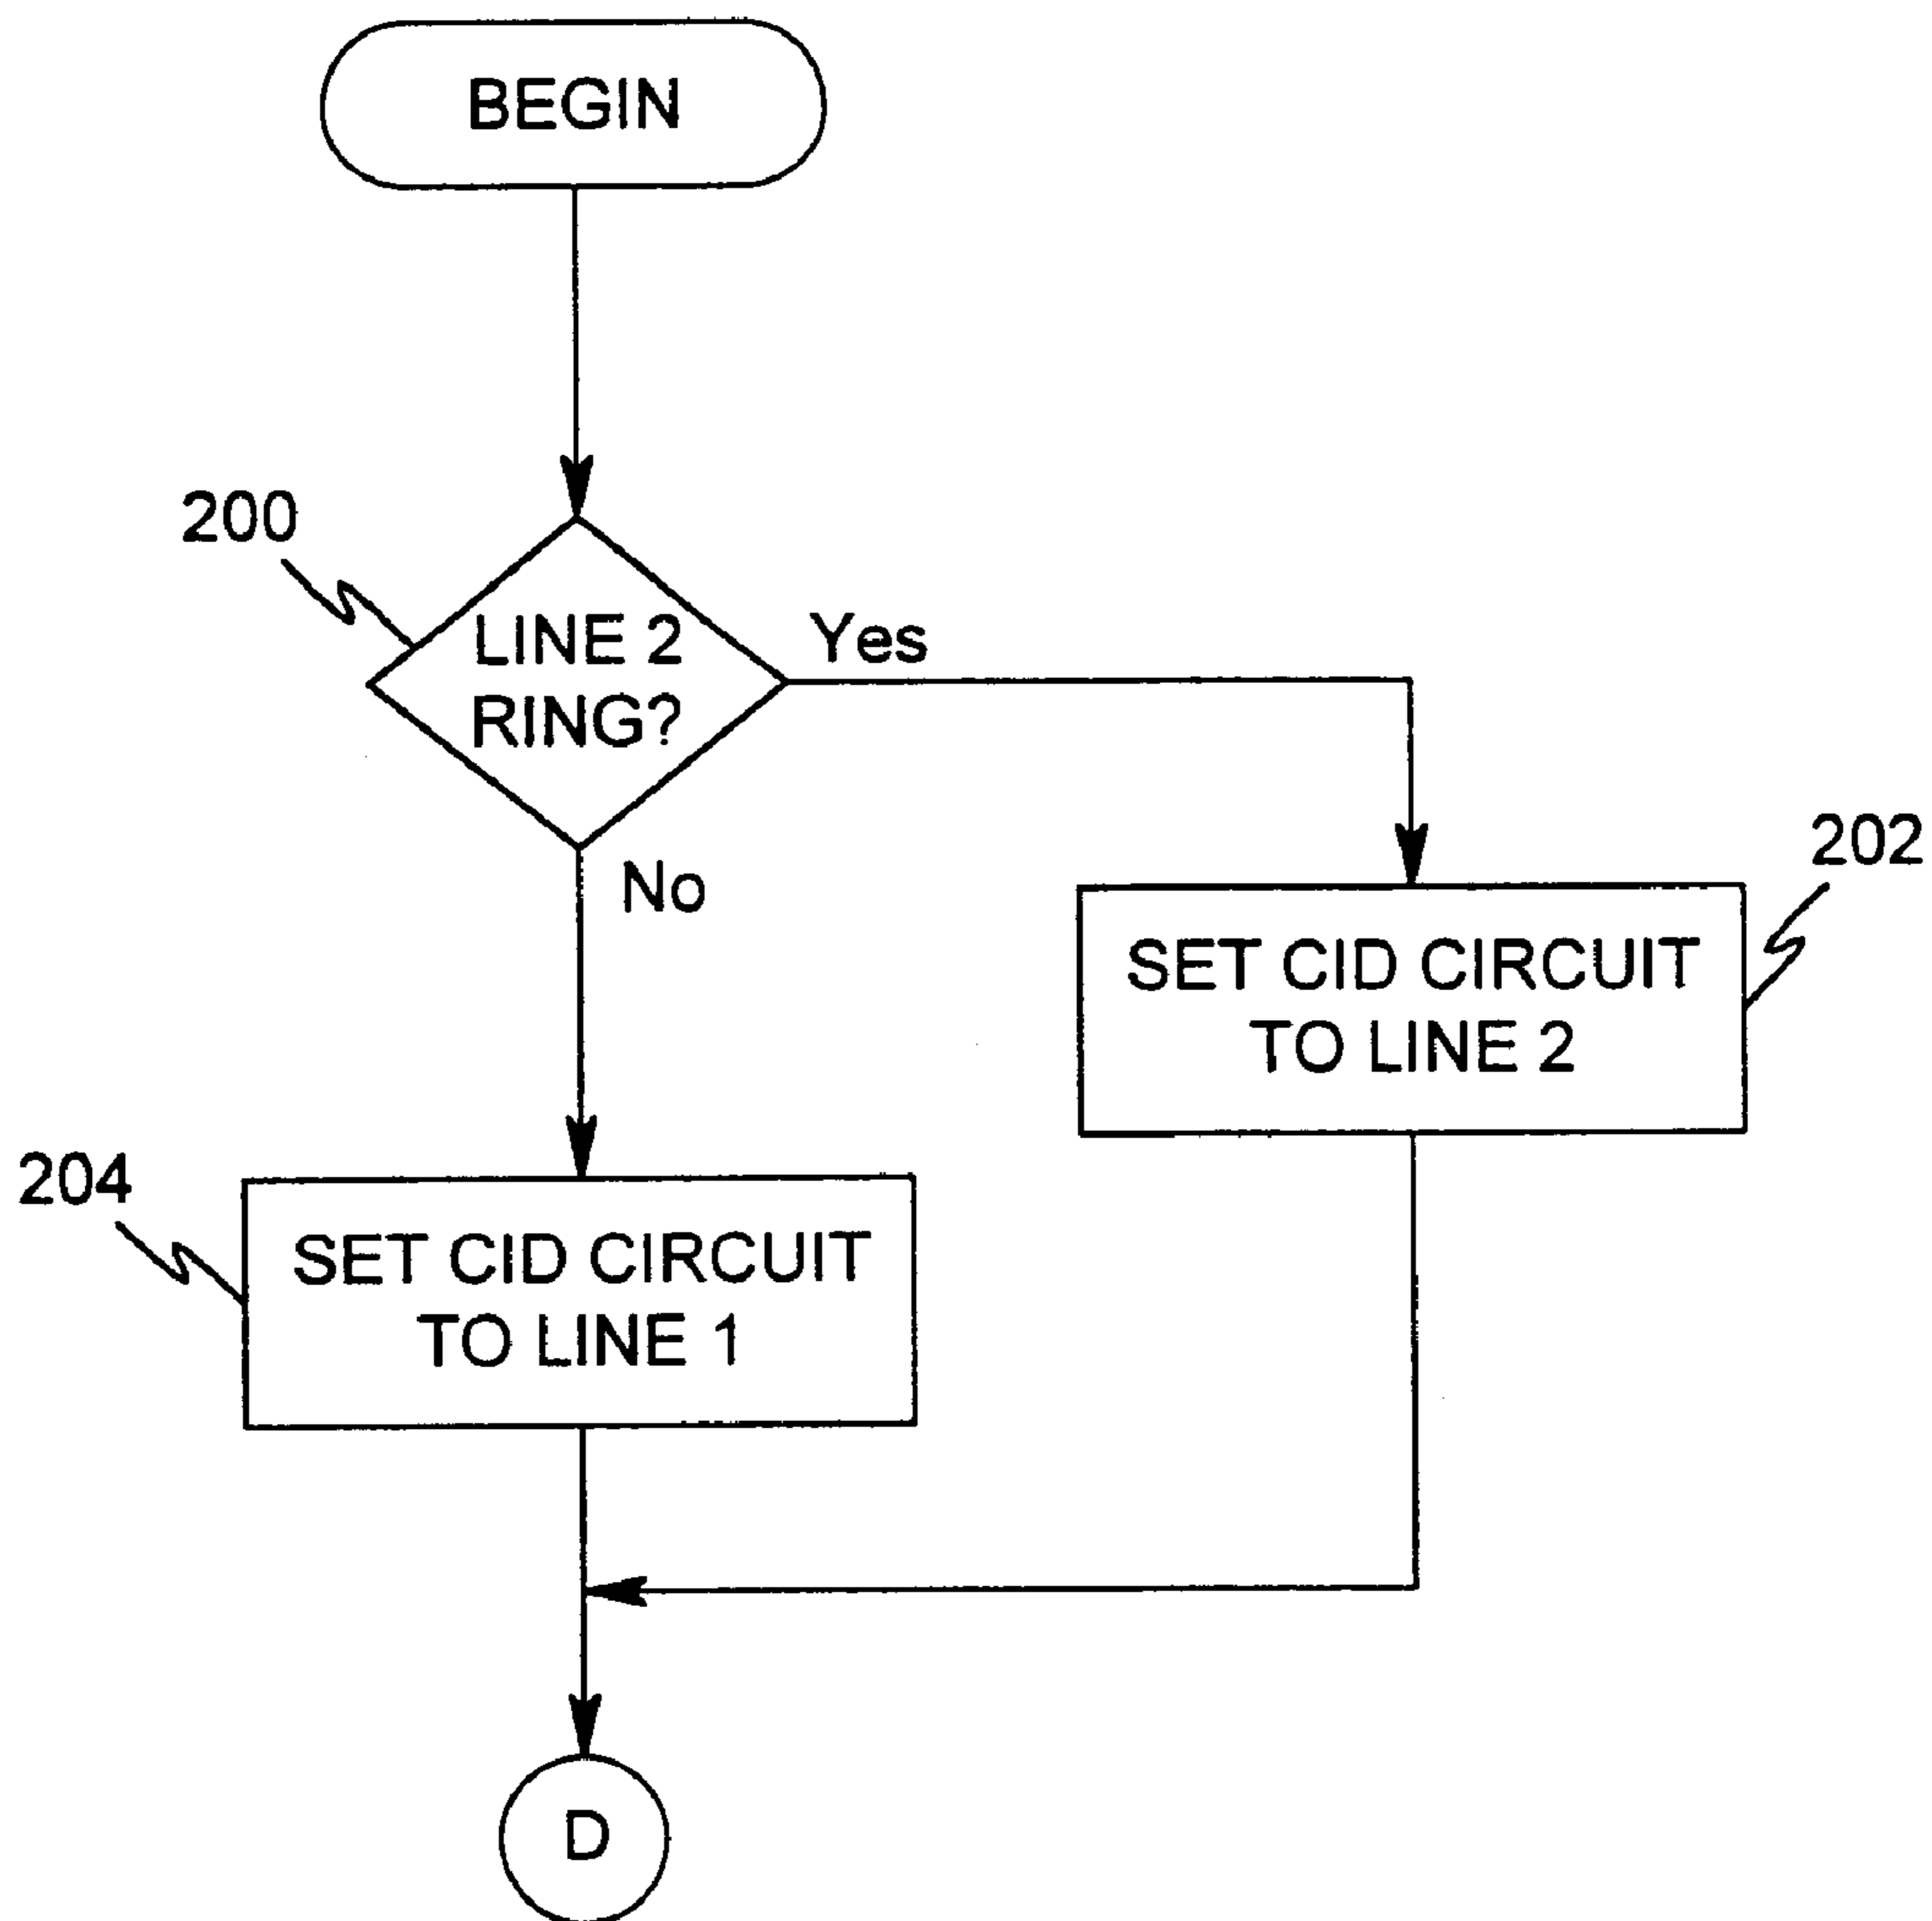 BEGIN
200
LINE 2
RING?
Yes
No
202
SET CID CIRCUIT
TO LINE 2
204
SET CID CIRCUIT
TO LINE 1
D